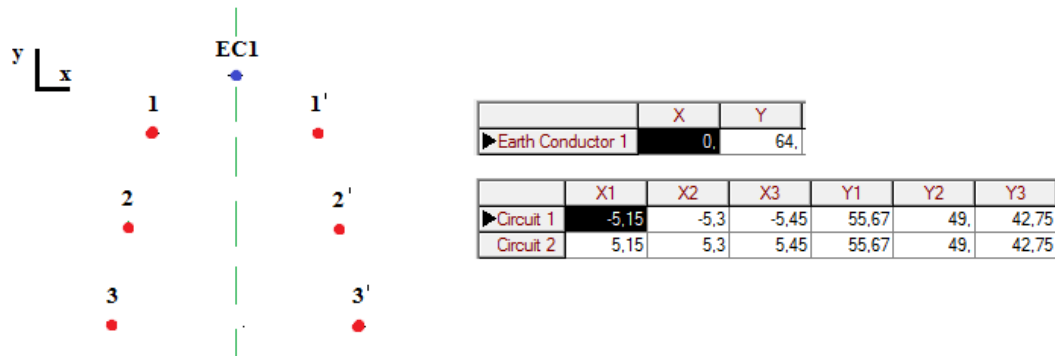 EC1
y
x
1 1'
2 2'
3 3'
X Y
Earth Conductor 1 0, 64,
X1 X2 X3 Y1 Y2 Y3
Circuit 1 -5,15 -5,3 -5,45 55,67 49, 42,75
Circuit 2 5,15 5,3 5,45 55,67 49, 42,75